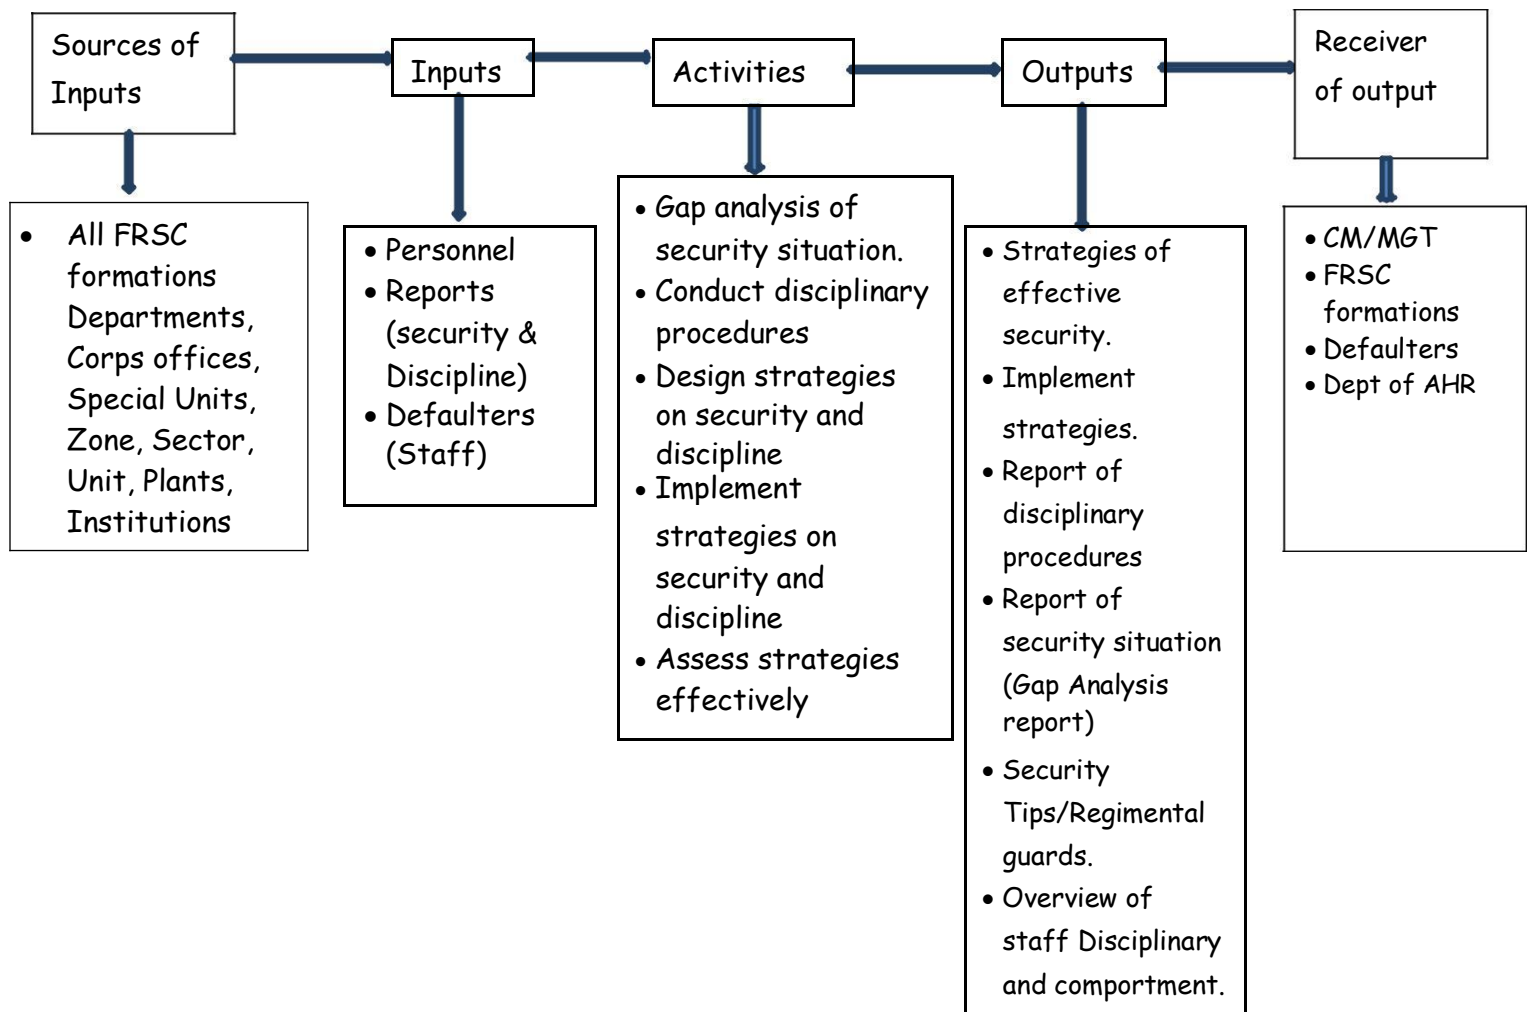 Sources of
Inputs
Inputs
Activities
Outputs
Receiver
of output
• All FRSC
formations
Departments,
Corps offices,
Special Units,
Zone, Sector,
Unit, Plants,
Institutions
• Personnel
• Reports
(security &
Discipline)
• Defaulters
(Staff)
• Gap analysis of
security situation.
• Conduct disciplinary
procedures
• Design strategies
on security and
discipline
• Implement
strategies on
security and
discipline
• Assess strategies
effectively
• Strategies of
effective
security.
• Implement
strategies.
• Report of
disciplinary
procedures
• Report of
security situation
(Gap Analysis
report)
• Security
Tips/Regimental
guards.
• Overview of
staff Disciplinary
and comportment.
• CM/MGT
• FRSC
formations
• Defaulters
• Dept of AHR